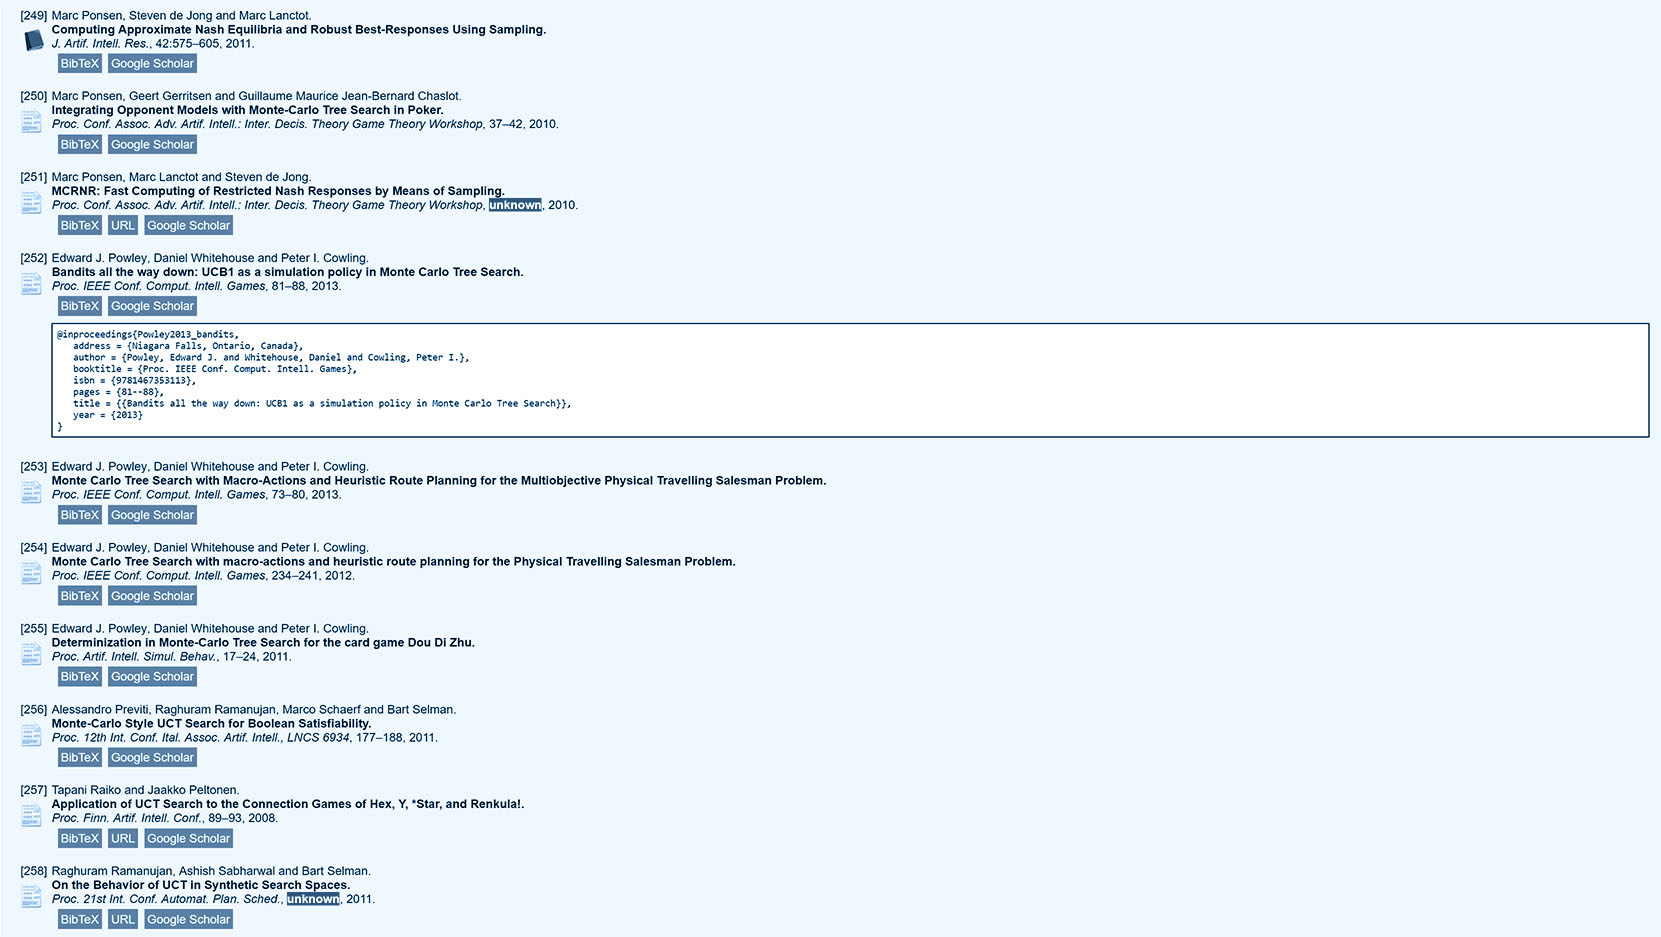 [249] Marc Ponsen, Steven de Jong and Marc Lanctot.
Computing Approximate Nash Equilibria and Robust Best-Responses Using Sampling.
J. Artif. Intell. Res., 42:575–605, 2011.
BibTeX Google Scholar
[250] Marc Ponsen, Geert Gerritsen and Guillaume Maurice Jean-Bernard Chaslot.
Integrating Opponent Models with Monte-Carlo Tree Search in Poker.
Proc. Conf. Assoc. Adv. Artif. Intell.: Inter. Decis. Theory Game Theory Workshop, 37–42, 2010.
BibTeX Google Scholar
[251] Marc Ponsen, Marc Lanctot and Steven de Jong.
MCRNR: Fast Computing of Restricted Nash Responses by Means of Sampling.
Proc. Conf. Assoc. Adv. Artif. Intell.: Inter. Decis. Theory Game Theory Workshop, unknown, 2010.
BibTeX URL Google Scholar
[252] Edward J. Powley, Daniel Whitehouse and Peter I. Cowling.
Bandits all the way down: UCB1 as a simulation policy in Monte Carlo Tree Search.
Proc. IEEE Conf. Comput. Intell. Games, 81–88, 2013.
BibTeX Google Scholar
@inproceedings{Powley2013_bandits,
address = {Niagara Falls, Ontario, Canada},
author = {Powley, Edward J. and Whitehouse, Daniel and Cowling, Peter I.},
booktitle = {Proc. IEEE Conf. Comput. Intell. Games},
isbn = {9781467353113},
pages = {81--88},
title = {{Bandits all the way down: UCB1 as a simulation policy in Monte Carlo Tree Search}},
year = {2013}
}
[253] Edward J. Powley, Daniel Whitehouse and Peter I. Cowling.
Monte Carlo Tree Search with Macro-Actions and Heuristic Route Planning for the Multiobjective Physical Travelling Salesman Problem.
Proc. IEEE Conf. Comput. Intell. Games, 73–80, 2013.
BibTeX Google Scholar
[254] Edward J. Powley, Daniel Whitehouse and Peter I. Cowling.
Monte Carlo Tree Search with macro-actions and heuristic route planning for the Physical Travelling Salesman Problem.
Proc. IEEE Conf. Comput. Intell. Games, 234–241, 2012.
BibTeX Google Scholar
[255] Edward J. Powley, Daniel Whitehouse and Peter I. Cowling.
Determinization in Monte-Carlo Tree Search for the card game Dou Di Zhu.
Proc. Artif. Intell. Simul. Behav., 17–24, 2011.
BibTeX Google Scholar
[256] Alessandro Previti, Raghuram Ramanujan, Marco Schaerf and Bart Selman.
Monte-Carlo Style UCT Search for Boolean Satisfiability.
Proc. 12th Int. Conf. Ital. Assoc. Artif. Intell., LNCS 6934, 177–188, 2011.
BibTeX Google Scholar
[257] Tapani Raiko and Jaakko Peltonen.
Application of UCT Search to the Connection Games of Hex, Y, *Star, and Renkula!.
Proc. Finn. Artif. Intell. Conf., 89–93, 2008.
BibTeX URL Google Scholar
[258] Raghuram Ramanujan, Ashish Sabharwal and Bart Selman.
On the Behavior of UCT in Synthetic Search Spaces.
Proc. 21st Int. Conf. Automat. Plan. Sched., unknown, 2011.
BibTeX URL Google Scholar